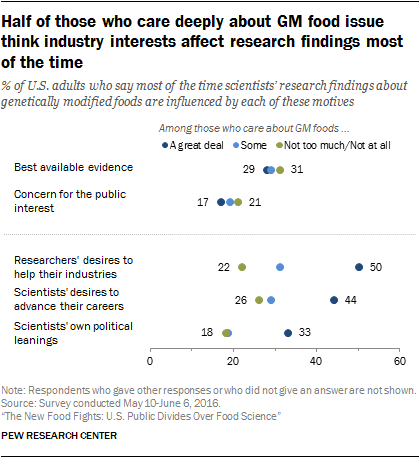 Half of those who care deeply about GM food issue
think industry interests affect research findings most
of the time
% of U.S. adults who say most of the time scientists' research findings about
genetically modified foods are influenced by each of these motives
Among those who care about GM foods ...
A great deal Some Not too much/Not at all
Best available evidence 29 31
Concern for the public
interest 17 21
Researchers' desires to
help their industries 22 50
Scientists' desires to
advance their careers 26 44
Scientists' own political
leanings 18 33
0 20 40 60
Note: Respondents who gave other responses or who did not give an answer are not shown.
Source: Survey conducted May 10-June 6, 2016.
"The New Food Fights: U.S. Public Divides Over Food Science"
PEW RESEARCH CENTER